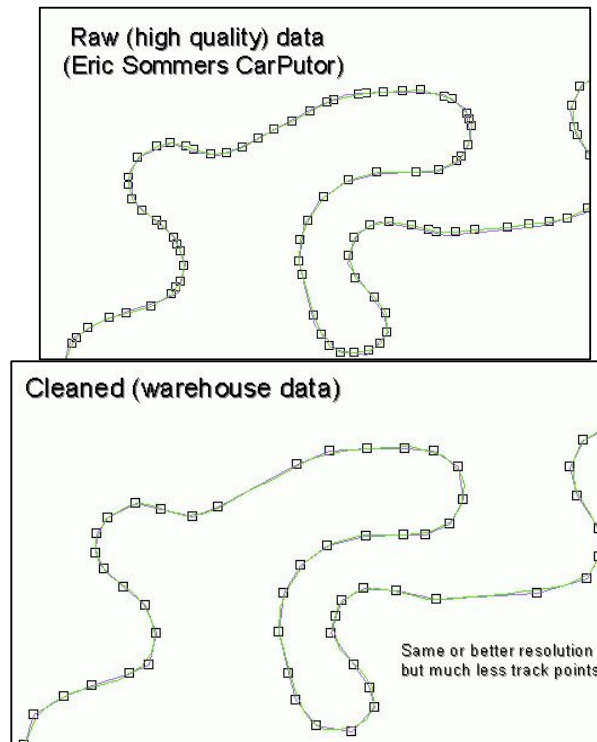 Raw (high quality) data
(Eric Sommers CarPutor)
Cleaned (warehouse data)
Same or better resolution
but much less track points